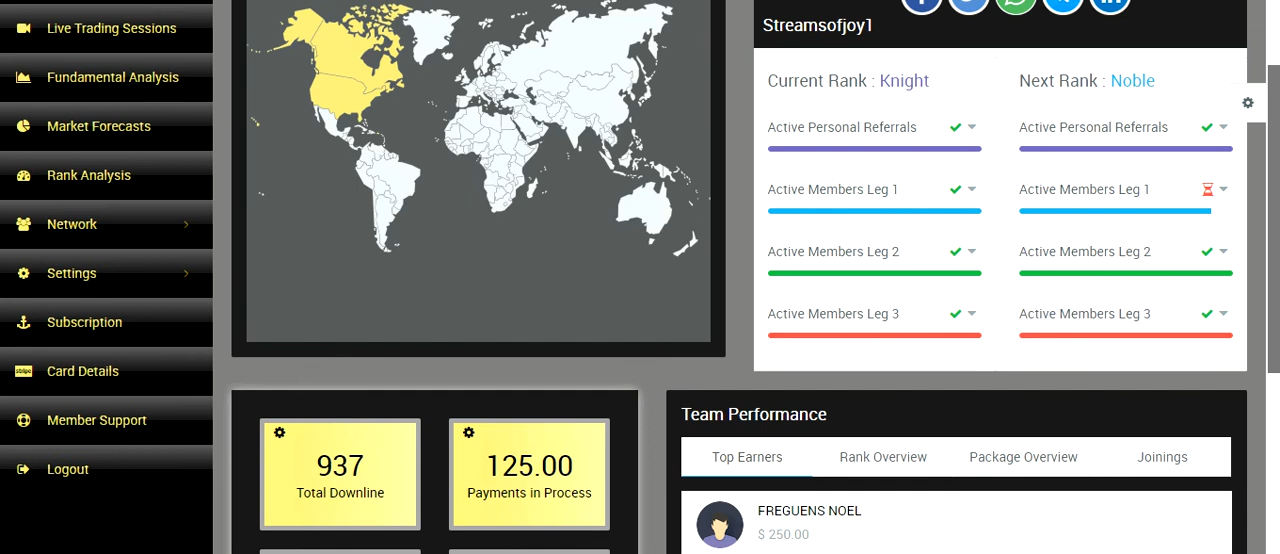 Live Trading Sessions
Fundamental Analysis
Market Forecasts
Rank Analysis
Network
Settings
Subscription
stripe
Card Details
Member Support
Logout
Streamsofjoy1
Current Rank : Knight
Active Personal Referrals
Active Members Leg 1
Active Members Leg 2
Active Members Leg 3
Next Rank : Noble
Active Personal Referrals
Active Members Leg 1
Active Members Leg 2
Active Members Leg 3
937
Total Downline
125.00
Payments in Process
Team Performance
Top Earners Rank Overview Package Overview Joinings
FREGUENS NOEL
$ 250.00